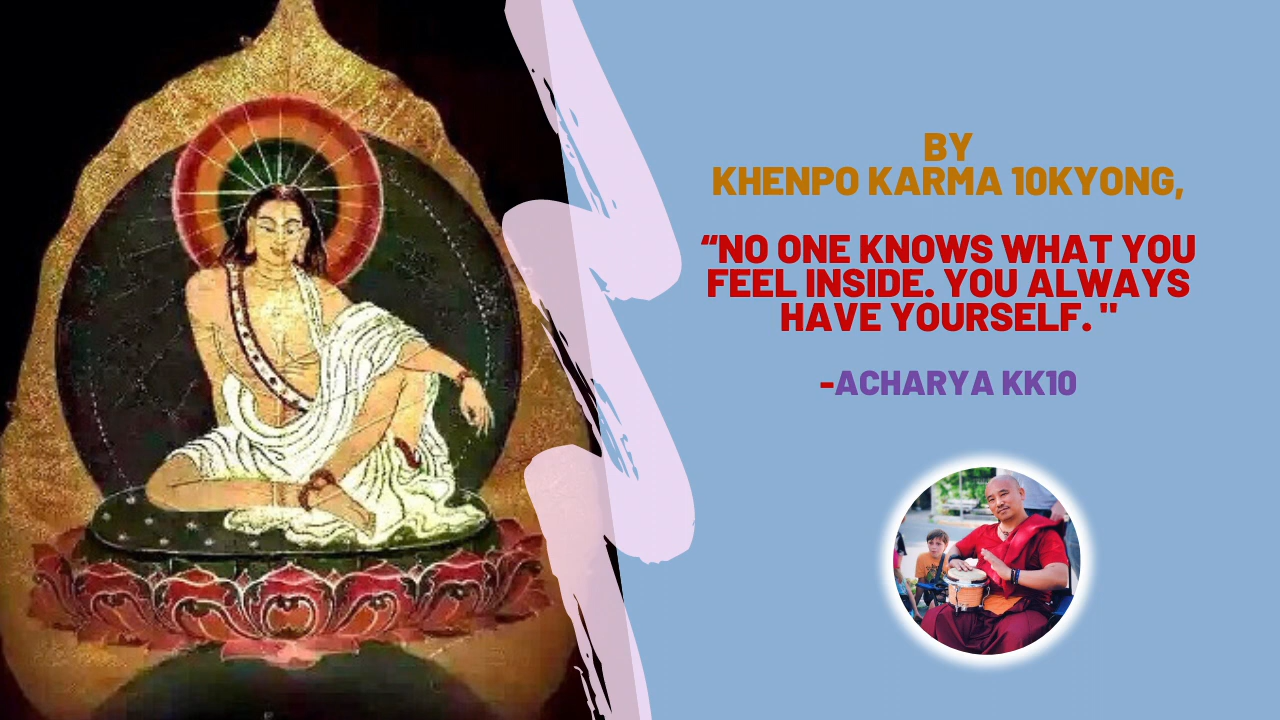 BY
KHENPO KARMA 10KYONG,
“NO ONE KNOWS WHAT YOU
FEEL INSIDE. YOU ALWAYS
HAVE YOURSELF. "
-ACHARYA KK10